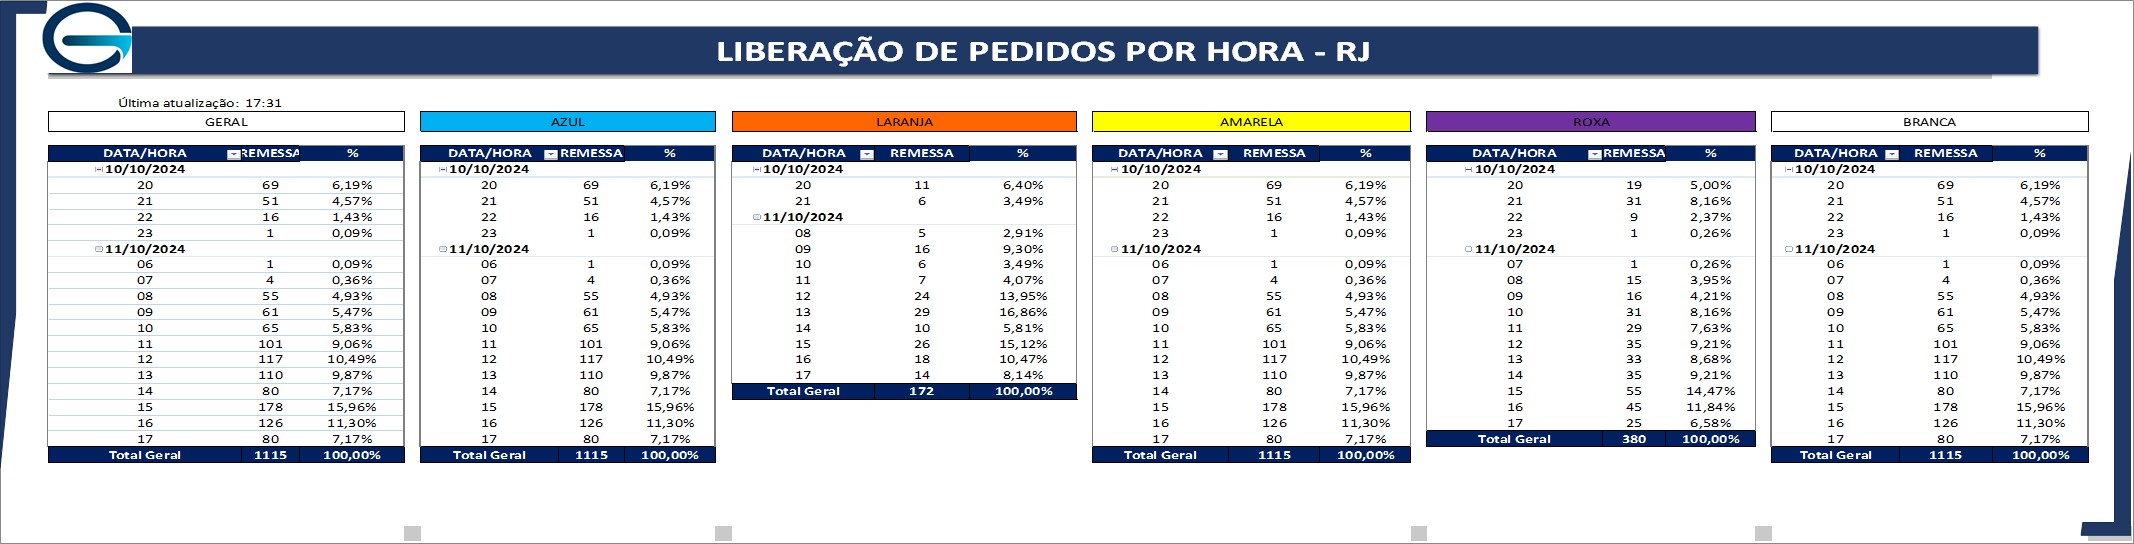 LIBERAÇÃO DE PEDIDOS POR HORA - RJ
Última atualização: 17:31
GERAL
DATA/HORA REMESSA %
10/10/2024
20 69 6,19%
21 51 4,57%
22 16 1,43%
23 1 0,09%
11/10/2024
06 1 0,09%
07 4 0,36%
08 55 4,93%
09 61 5,47%
10 65 5,83%
11 101 9,06%
12 117 10,49%
13 110 9,87%
14 80 7,17%
15 178 15,96%
16 126 11,30%
17 80 7,17%
Total Geral 1115 100,00%
AZUL
DATA/HORA REMESSA %
10/10/2024
20 69 6,19%
21 51 4,57%
22 16 1,43%
23 1 0,09%
11/10/2024
06 1 0,09%
07 4 0,36%
08 55 4,93%
09 61 5,47%
10 65 5,83%
11 101 9,06%
12 117 10,49%
13 110 9,87%
14 80 7,17%
15 178 15,96%
16 126 11,30%
17 80 7,17%
Total Geral 1115 100,00%
LARANJA
DATA/HORA REMESSA %
10/10/2024
20 11 6,40%
21 6 3,49%
11/10/2024
08 5 2,91%
09 16 9,30%
10 6 3,49%
11 7 4,07%
12 24 13,95%
13 29 16,86%
14 10 5,81%
15 26 15,12%
16 18 10,47%
17 14 8,14%
Total Geral 172 100,00%
AMARELA
DATA/HORA REMESSA %
10/10/2024
20 69 6,19%
21 51 4,57%
22 16 1,43%
23 1 0,09%
11/10/2024
06 1 0,09%
07 4 0,36%
08 55 4,93%
09 61 5,47%
10 65 5,83%
11 101 9,06%
12 117 10,49%
13 110 9,87%
14 80 7,17%
15 178 15,96%
16 126 11,30%
17 80 7,17%
Total Geral 1115 100,00%
ROXA
DATA/HORA REMESSA %
10/10/2024
20 19 5,00%
21 31 8,16%
22 9 2,37%
23 1 0,26%
11/10/2024
07 1 0,26%
08 15 3,95%
09 16 4,21%
10 31 8,16%
11 29 7,63%
12 35 9,21%
13 33 8,68%
14 35 9,21%
15 55 14,47%
16 45 11,84%
17 25 6,58%
Total Geral 380 100,00%
BRANCA
DATA/HORA REMESSA %
10/10/2024
20 69 6,19%
21 51 4,57%
22 16 1,43%
23 1 0,09%
11/10/2024
06 1 0,09%
07 4 0,36%
08 55 4,93%
09 61 5,47%
10 65 5,83%
11 101 9,06%
12 117 10,49%
13 110 9,87%
14 80 7,17%
15 178 15,96%
16 126 11,30%
17 80 7,17%
Total Geral 1115 100,00%